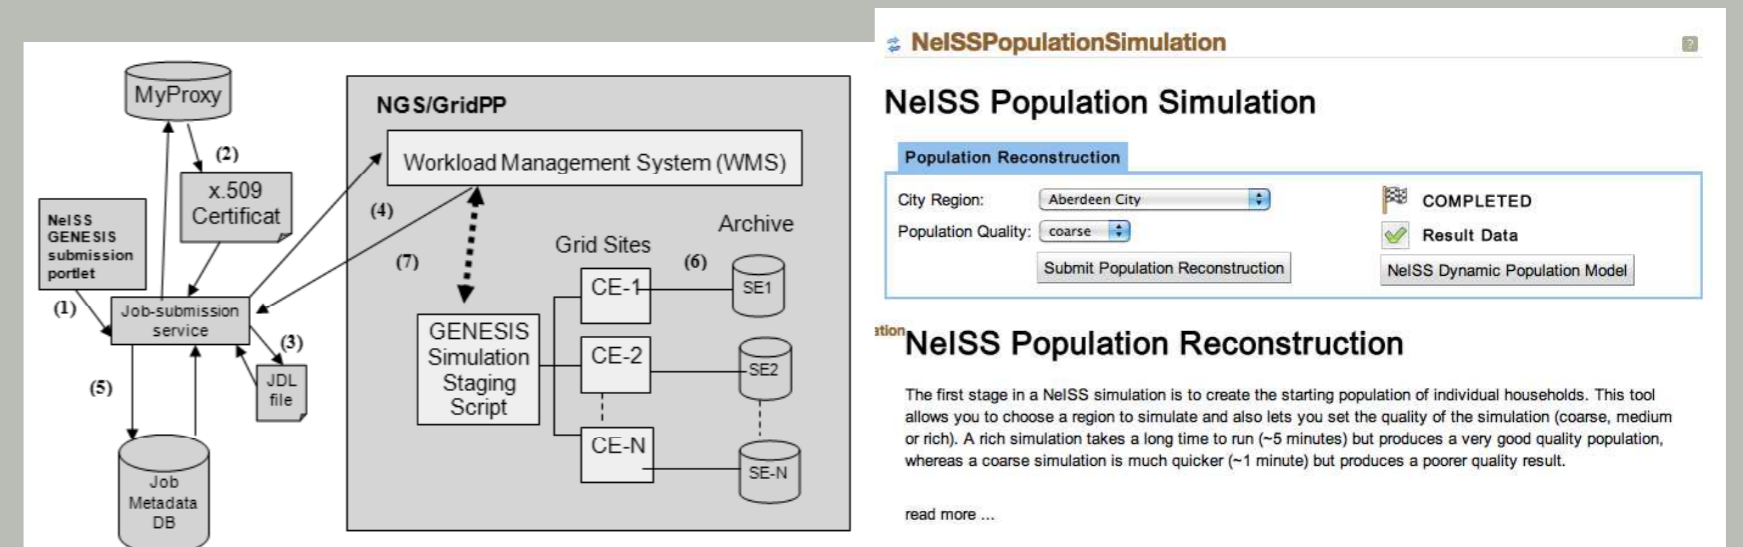 MyProxy
(2)
x.509
Certificat
NeISS
GENESIS
submission
portlet
(1)
Job-submission
service
(3)
JDL
file
(5)
Job
Metadata
DB
NGS/GridPP
Workload Management System (WMS)
(4)
(7)
Grid Sites
Archive
(6)
CE-1
SE1
GENESIS
Simulation
Staging
Script
CE-2
SE2
CE-N
SE-N
NeISSPopulationSimulation
?
NeISS Population Simulation
Population Reconstruction
City Region:
Aberdeen City
COMPLETED
Population Quality:
coarse
Result Data
Submit Population Reconstruction
NeISS Dynamic Population Model
ation
NeISS Population Reconstruction
The first stage in a NeISS simulation is to create the starting population of individual households. This tool
allows you to choose a region to simulate and also lets you set the quality of the simulation (coarse, medium
or rich). A rich simulation takes a long time to run (~5 minutes) but produces a very good quality population,
whereas a coarse simulation is much quicker (~1 minute) but produces a poorer quality result.
read more ...